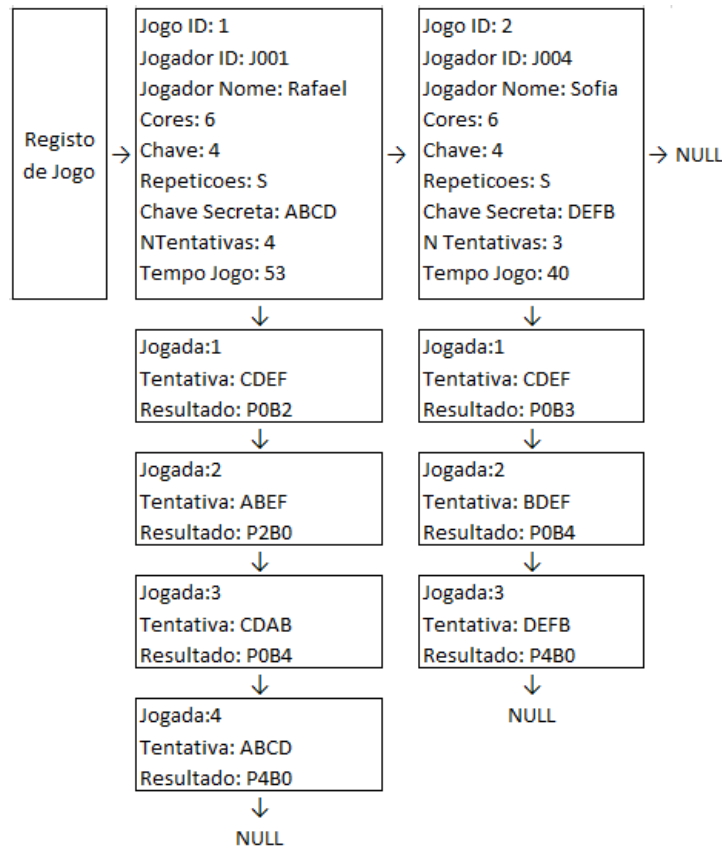 Registo
de Jogo
→
Jogo ID: 1
Jogador ID: J001
Jogador Nome: Rafael
Cores: 6
Chave: 4
Repeticoes: S
Chave Secreta: ABCD
NTentativas: 4
Tempo Jogo: 53
↓
Jogada:1
Tentativa: CDEF
Resultado: P0B2
↓
Jogada:2
Tentativa: ABEF
Resultado: P2B0
↓
Jogada:3
Tentativa: CDAB
Resultado: P0B4
↓
Jogada:4
Tentativa: ABCD
Resultado: P4B0
↓
NULL
→
Jogo ID: 2
Jogador ID: J004
Jogador Nome: Sofia
Cores: 6
Chave: 4
Repeticoes: S
Chave Secreta: DEFB
N Tentativas: 3
Tempo Jogo: 40
↓
Jogada:1
Tentativa: CDEF
Resultado: P0B3
↓
Jogada:2
Tentativa: BDEF
Resultado: P0B4
↓
Jogada:3
Tentativa: DEFB
Resultado: P4B0
↓
NULL
→ NULL